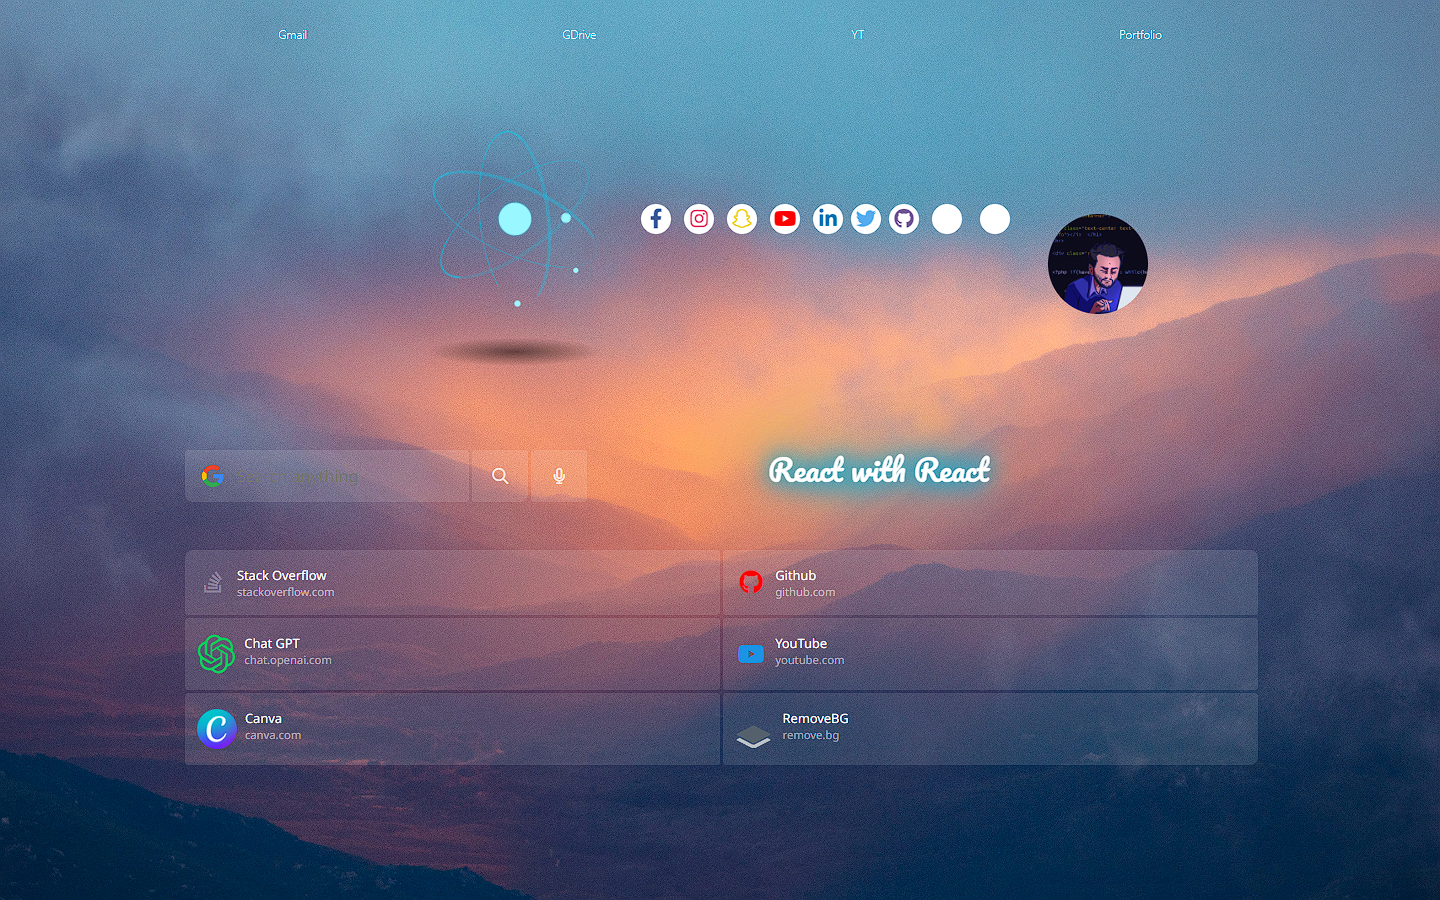 Gmail
GDrive
YT
Portfolio
React with React
Stack Overflow
stackoverflow.com
Github
github.com
Chat GPT
chat.openai.com
YouTube
youtube.com
Canva
canva.com
RemoveBG
remove.bg